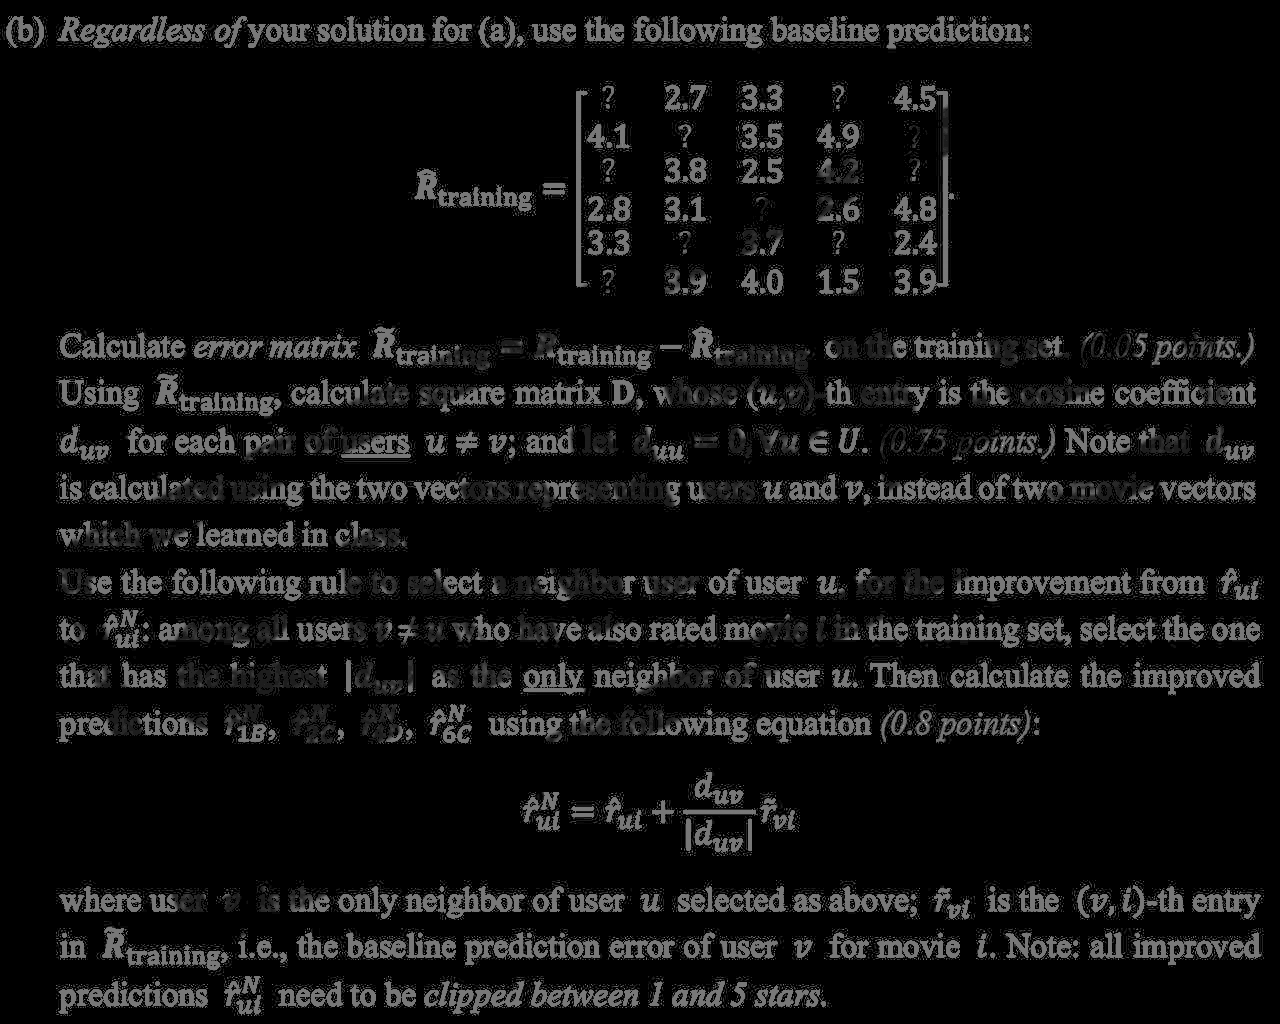 (b) Regardless of your solution for (a), use the following baseline prediction:
? 2.7 3.3 ? 4.5
4.1 ? 3.5 4.9 ?
? 3.8 2.5 4.2 ?
R̂training = 2.8 3.1 ? 2.6 4.8 .
3.3 ? 3.7 ? 2.4
? 3.9 4.0 1.5 3.9
Calculate error matrix R̃training = Rtraining − R̂training on the training set. (0.05 points.)
Using R̃training, calculate square matrix D, whose (u,v)-th entry is the cosine coefficient
duv for each pair of users u ≠ v; and let duu = 0, ∀u ∈ U. (0.75 points.) Note that duv
is calculated using the two vectors representing users u and v, instead of two movie vectors
which we learned in class.
Use the following rule to select a neighbor user of user u. for the improvement from r̂ui
to r̂ᴺui: among all users v ≠ u who have also rated movie i in the training set, select the one
that has the highest |duv| as the only neighbor of user u. Then calculate the improved
predictions r̂ᴺ1B, r̂ᴺ2C, r̂ᴺ4D, r̂ᴺ6C using the following equation (0.8 points):
r̂ᴺui = r̂ui + duv / |duv| r̃vi
where user v is the only neighbor of user u selected as above; r̃vi is the (v, i)-th entry
in R̃training, i.e., the baseline prediction error of user v for movie i. Note: all improved
predictions r̂ᴺui need to be clipped between 1 and 5 stars.